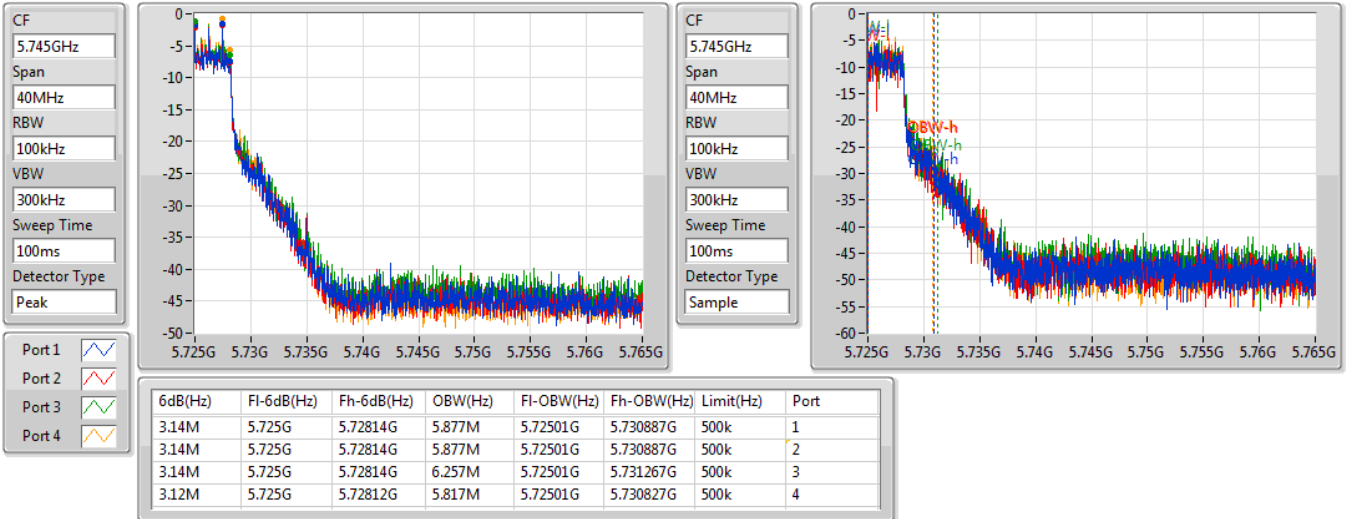 CF
5.745GHz
Span
40MHz
RBW
100kHz
VBW
300kHz
Sweep Time
100ms
Detector Type
Peak
0
-5
-10
-15
-20
-25
-30
-35
-40
-45
-50
5.725G 5.73G 5.735G 5.74G 5.745G 5.75G 5.755G 5.76G 5.765G
CF
5.745GHz
Span
40MHz
RBW
100kHz
VBW
300kHz
Sweep Time
100ms
Detector Type
Sample
0
-5
-10
-15
-20
-25
-30
-35
-40
-45
-50
-55
-60
OBW-h
5.725G 5.73G 5.735G 5.74G 5.745G 5.75G 5.755G 5.76G 5.765G
Port 1
Port 2
Port 3
Port 4
6dB(Hz) Fl-6dB(Hz) Fh-6dB(Hz) OBW(Hz) Fl-OBW(Hz) Fh-OBW(Hz) Limit(Hz) Port
3.14M 5.725G 5.72814G 5.877M 5.72501G 5.730887G 500k 1
3.14M 5.725G 5.72814G 5.877M 5.72501G 5.730887G 500k 2
3.14M 5.725G 5.72814G 6.257M 5.72501G 5.731267G 500k 3
3.12M 5.725G 5.72812G 5.817M 5.72501G 5.730827G 500k 4